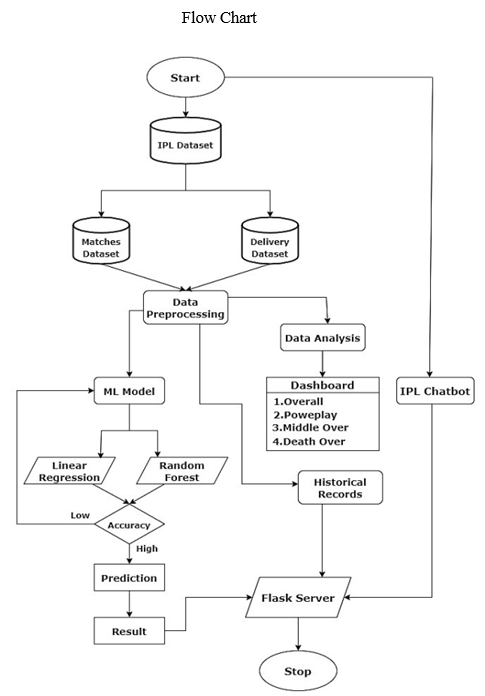 Flow Chart
Start
IPL Dataset
Matches
Dataset
Delivery
Dataset
Data
Preprocessing
Data Analysis
Dashboard
1.Overall
2.Poweplay
3.Middle Over
4.Death Over
ML Model
IPL Chatbot
Linear
Regression
Random
Forest
Historical
Records
Low
Accuracy
High
Prediction
Flask Server
Result
Stop